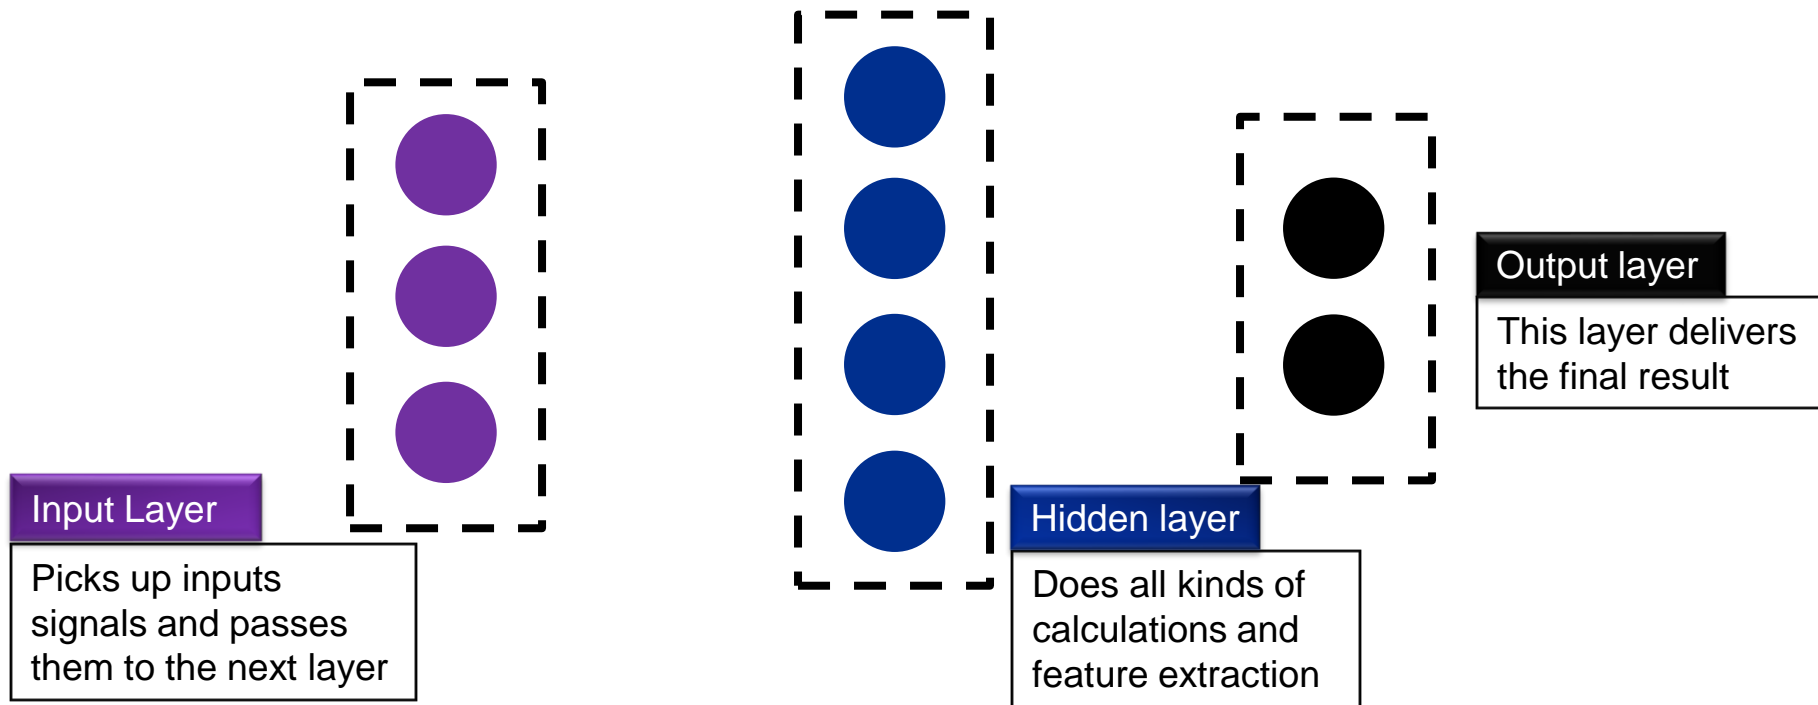 Input Layer
Picks up inputs
signals and passes
them to the next layer
Hidden layer
Does all kinds of
calculations and
feature extraction
Output layer
This layer delivers
the final result